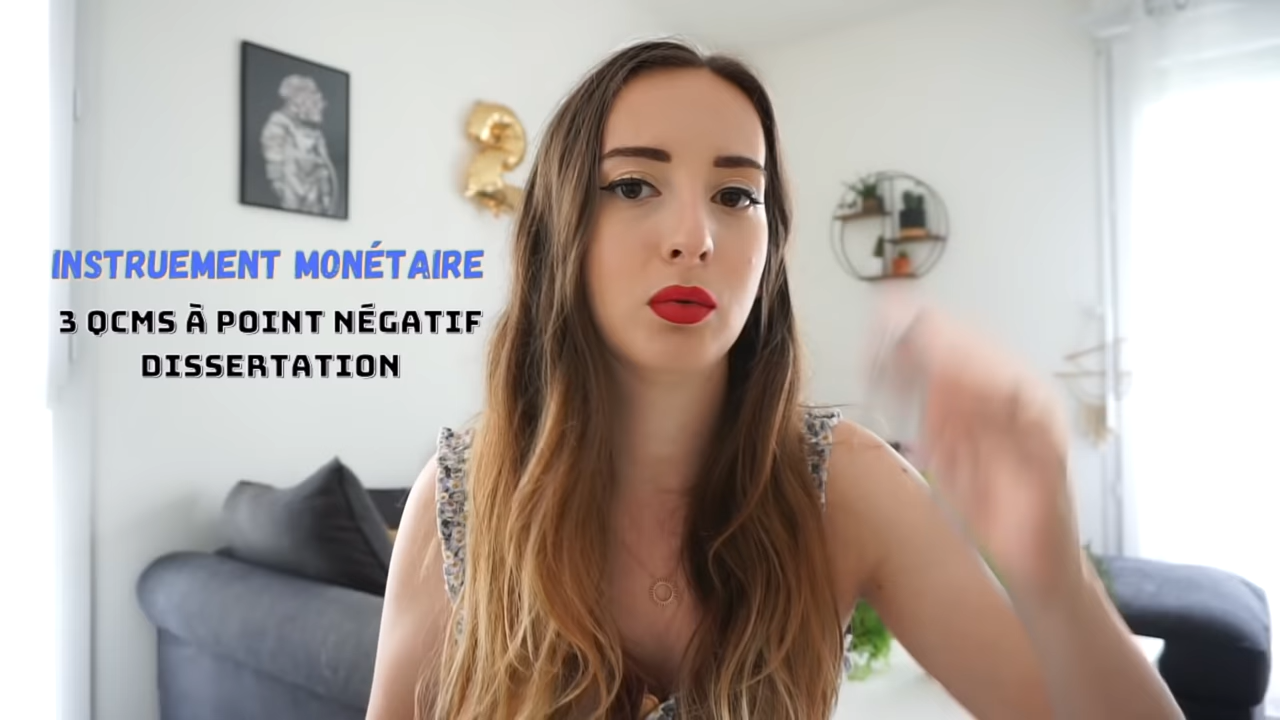 INSTRUEMENT MONÉTAIRE
3 QCMS À POINT NÉGATIF
DISSERTATION